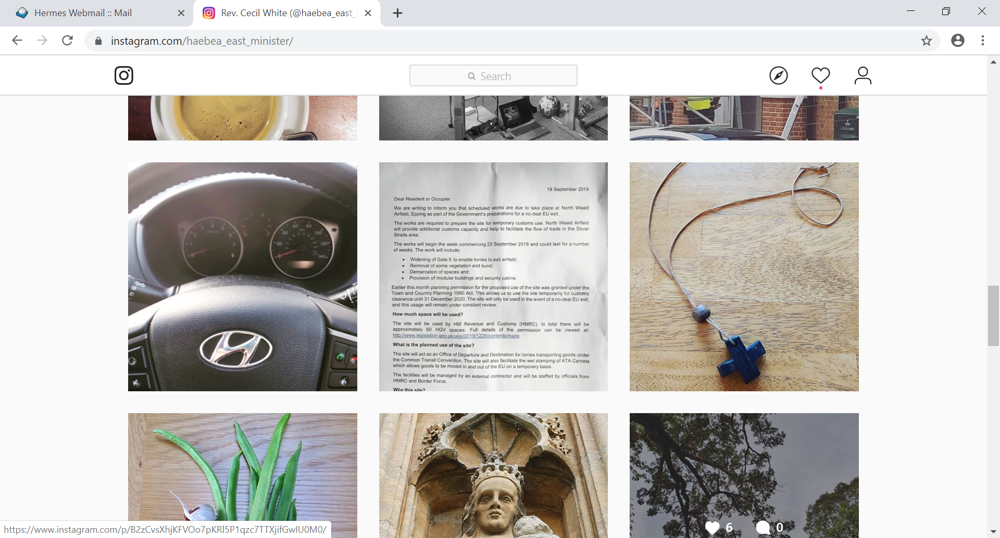 Hermes Webmail :: Mail
Rev. Cecil White (@haebea_east_
instagram.com/haebea_east_minister/
Search
19 September 2019
Dear Resident or Occupier
We are writing to inform you that scheduled works are due to take place at North Weald
Airfield, Epping as part of the Government's preparations for a no-deal EU exit.
The works are required to prepare the site for temporary customs use. North Weald Airfield
will provide additional customs capacity and help to facilitate the flow of trade in the Dover
Straits area.
The works will begin the week commencing 23 September 2019 and could last for a number
of weeks. The work will include;
• Widening of Gate E to enable lorries to exit airfield;
• Removal of some vegetation and bund;
• Demarcation of spaces and;
• Provision of modular buildings and security cabins
Earlier this month planning permission for the proposed use of the site was granted under the
Town and Country Planning 1990 Act. This allows us to use the site temporarily for customs
clearance until 31 December 2020. The site will only be used in the event of a no-deal EU exit,
and this usage will remain under constant review.
How much space will be used?
The site will be used by HM Revenue and Customs (HMRC). In total there will be
approximately 60 HGV spaces. Full details of the permission can be viewed at:
http://www.legislation.gov.uk/uksi/2019/1228/contents/made
What is the planned use of the site?
The site will act as an Office of Departure and Destination for lorries transporting goods under
the Common Transit Convention. The site will also facilitate the wet stamping of ATA Carnets
which allows goods to be moved in and out of the EU on a temporary basis.
The facilities will be managed by an external contractor and will be staffed by officials from
HMRC and Border Force.
Why this site?
6 0
https://www.instagram.com/p/B2zCvsXhjKFVOo7pKRl5P1qzc7TTXjifGwIU0M0/